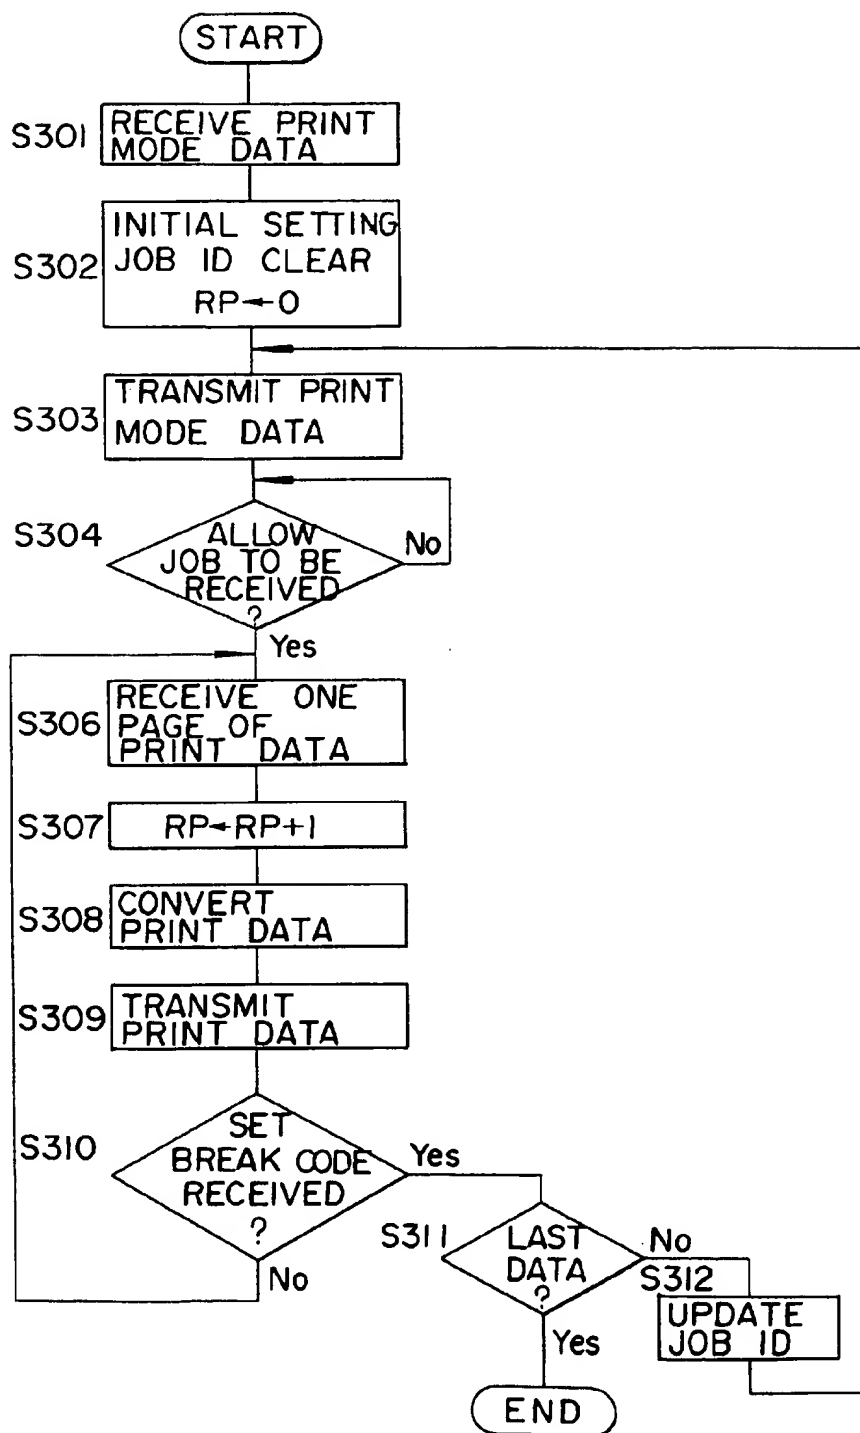 START
S301
RECEIVE PRINT
MODE DATA
S302
INITIAL SETTING
JOB ID CLEAR
RP←0
S303
TRANSMIT PRINT
MODE DATA
S304
ALLOW
JOB TO BE
RECEIVED
?
No
Yes
S306
RECEIVE ONE
PAGE OF
PRINT DATA
S307
RP←RP+1
S308
CONVERT
PRINT DATA
S309
TRANSMIT
PRINT DATA
S310
SET
BREAK CODE
RECEIVED
?
Yes
No
S311
LAST
DATA
?
No
Yes
S312
UPDATE
JOB ID
END